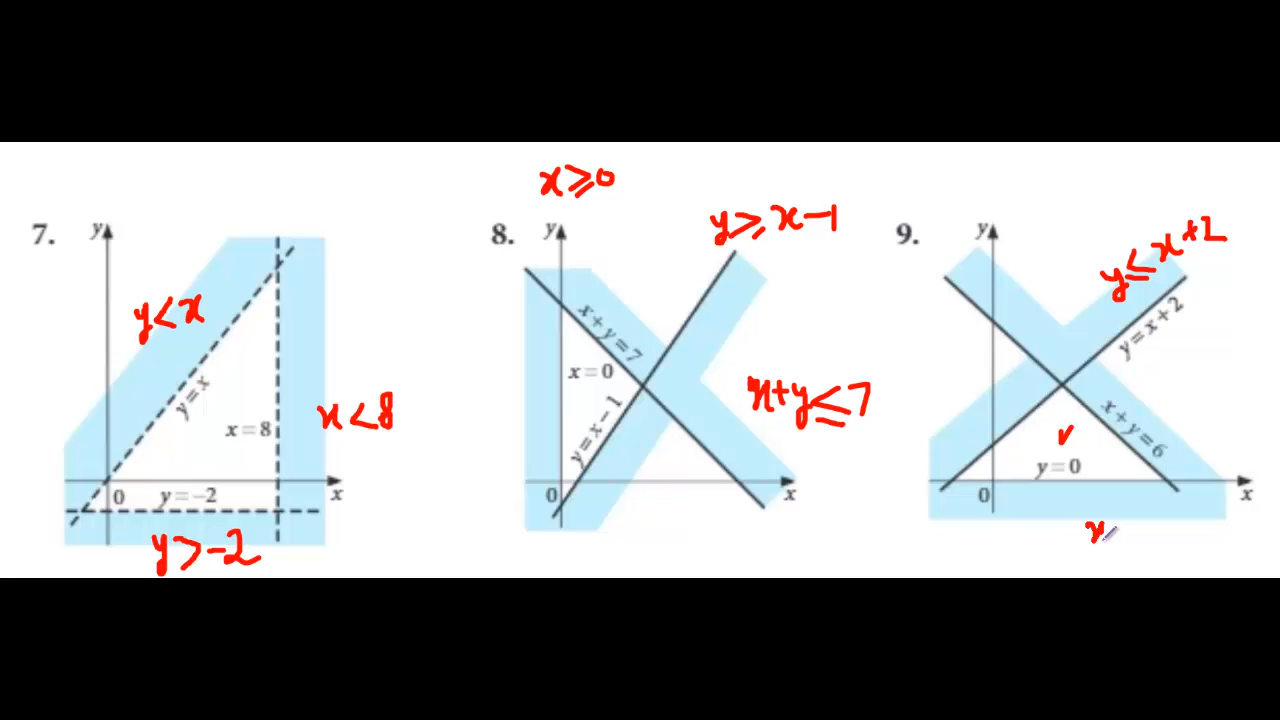 7.
y
y<x
y=x
x=8
x<8
0
y=-2
x
y>-2
x≥0
8.
y
y≥x-1
x+y=7
x=0
y=x-1
x+y≤7
0
x
9.
y
y≤x+2
y=x+2
x+y=6
y=0
0
x
x